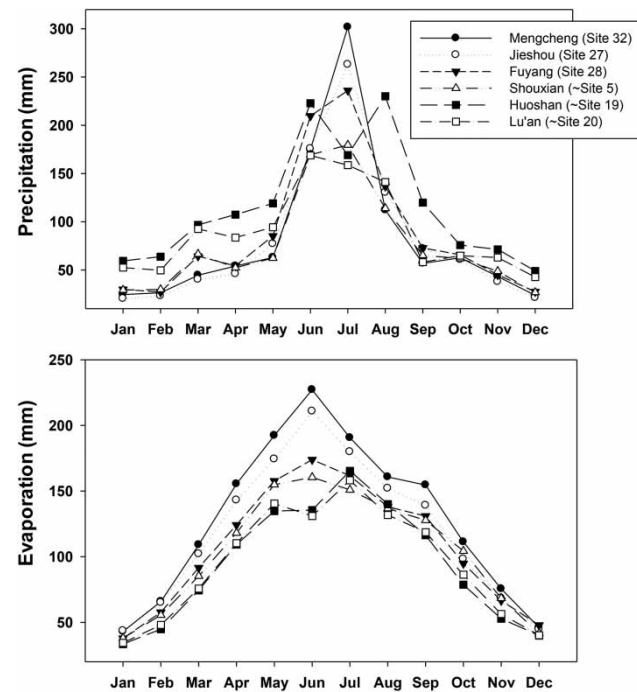 Precipitation (mm)
300
250
200
150
100
50
Mengcheng (Site 32)
Jieshou (Site 27)
Fuyang (Site 28)
Shouxian (~Site 5)
Huoshan (~Site 19)
Lu'an (~Site 20)
Jan Feb Mar Apr May Jun Jul Aug Sep Oct Nov Dec
Evaporation (mm)
250
200
150
100
50
Jan Feb Mar Apr May Jun Jul Aug Sep Oct Nov Dec